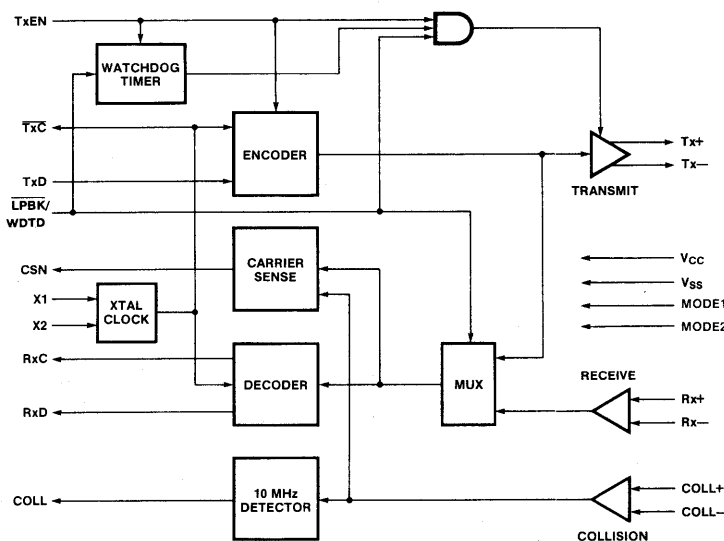 TxEN
WATCHDOG
TIMER
TxC
ENCODER
Tx+
TxD
Tx–
TRANSMIT
LPBK/
WDTD
CARRIER
SENSE
CSN
VCC
VSS
X1
XTAL
CLOCK
MODE1
X2
MODE2
RxC
DECODER
MUX
RECEIVE
Rx+
RxD
Rx–
10 MHz
DETECTOR
COLL
COLL+
COLL–
COLLISION